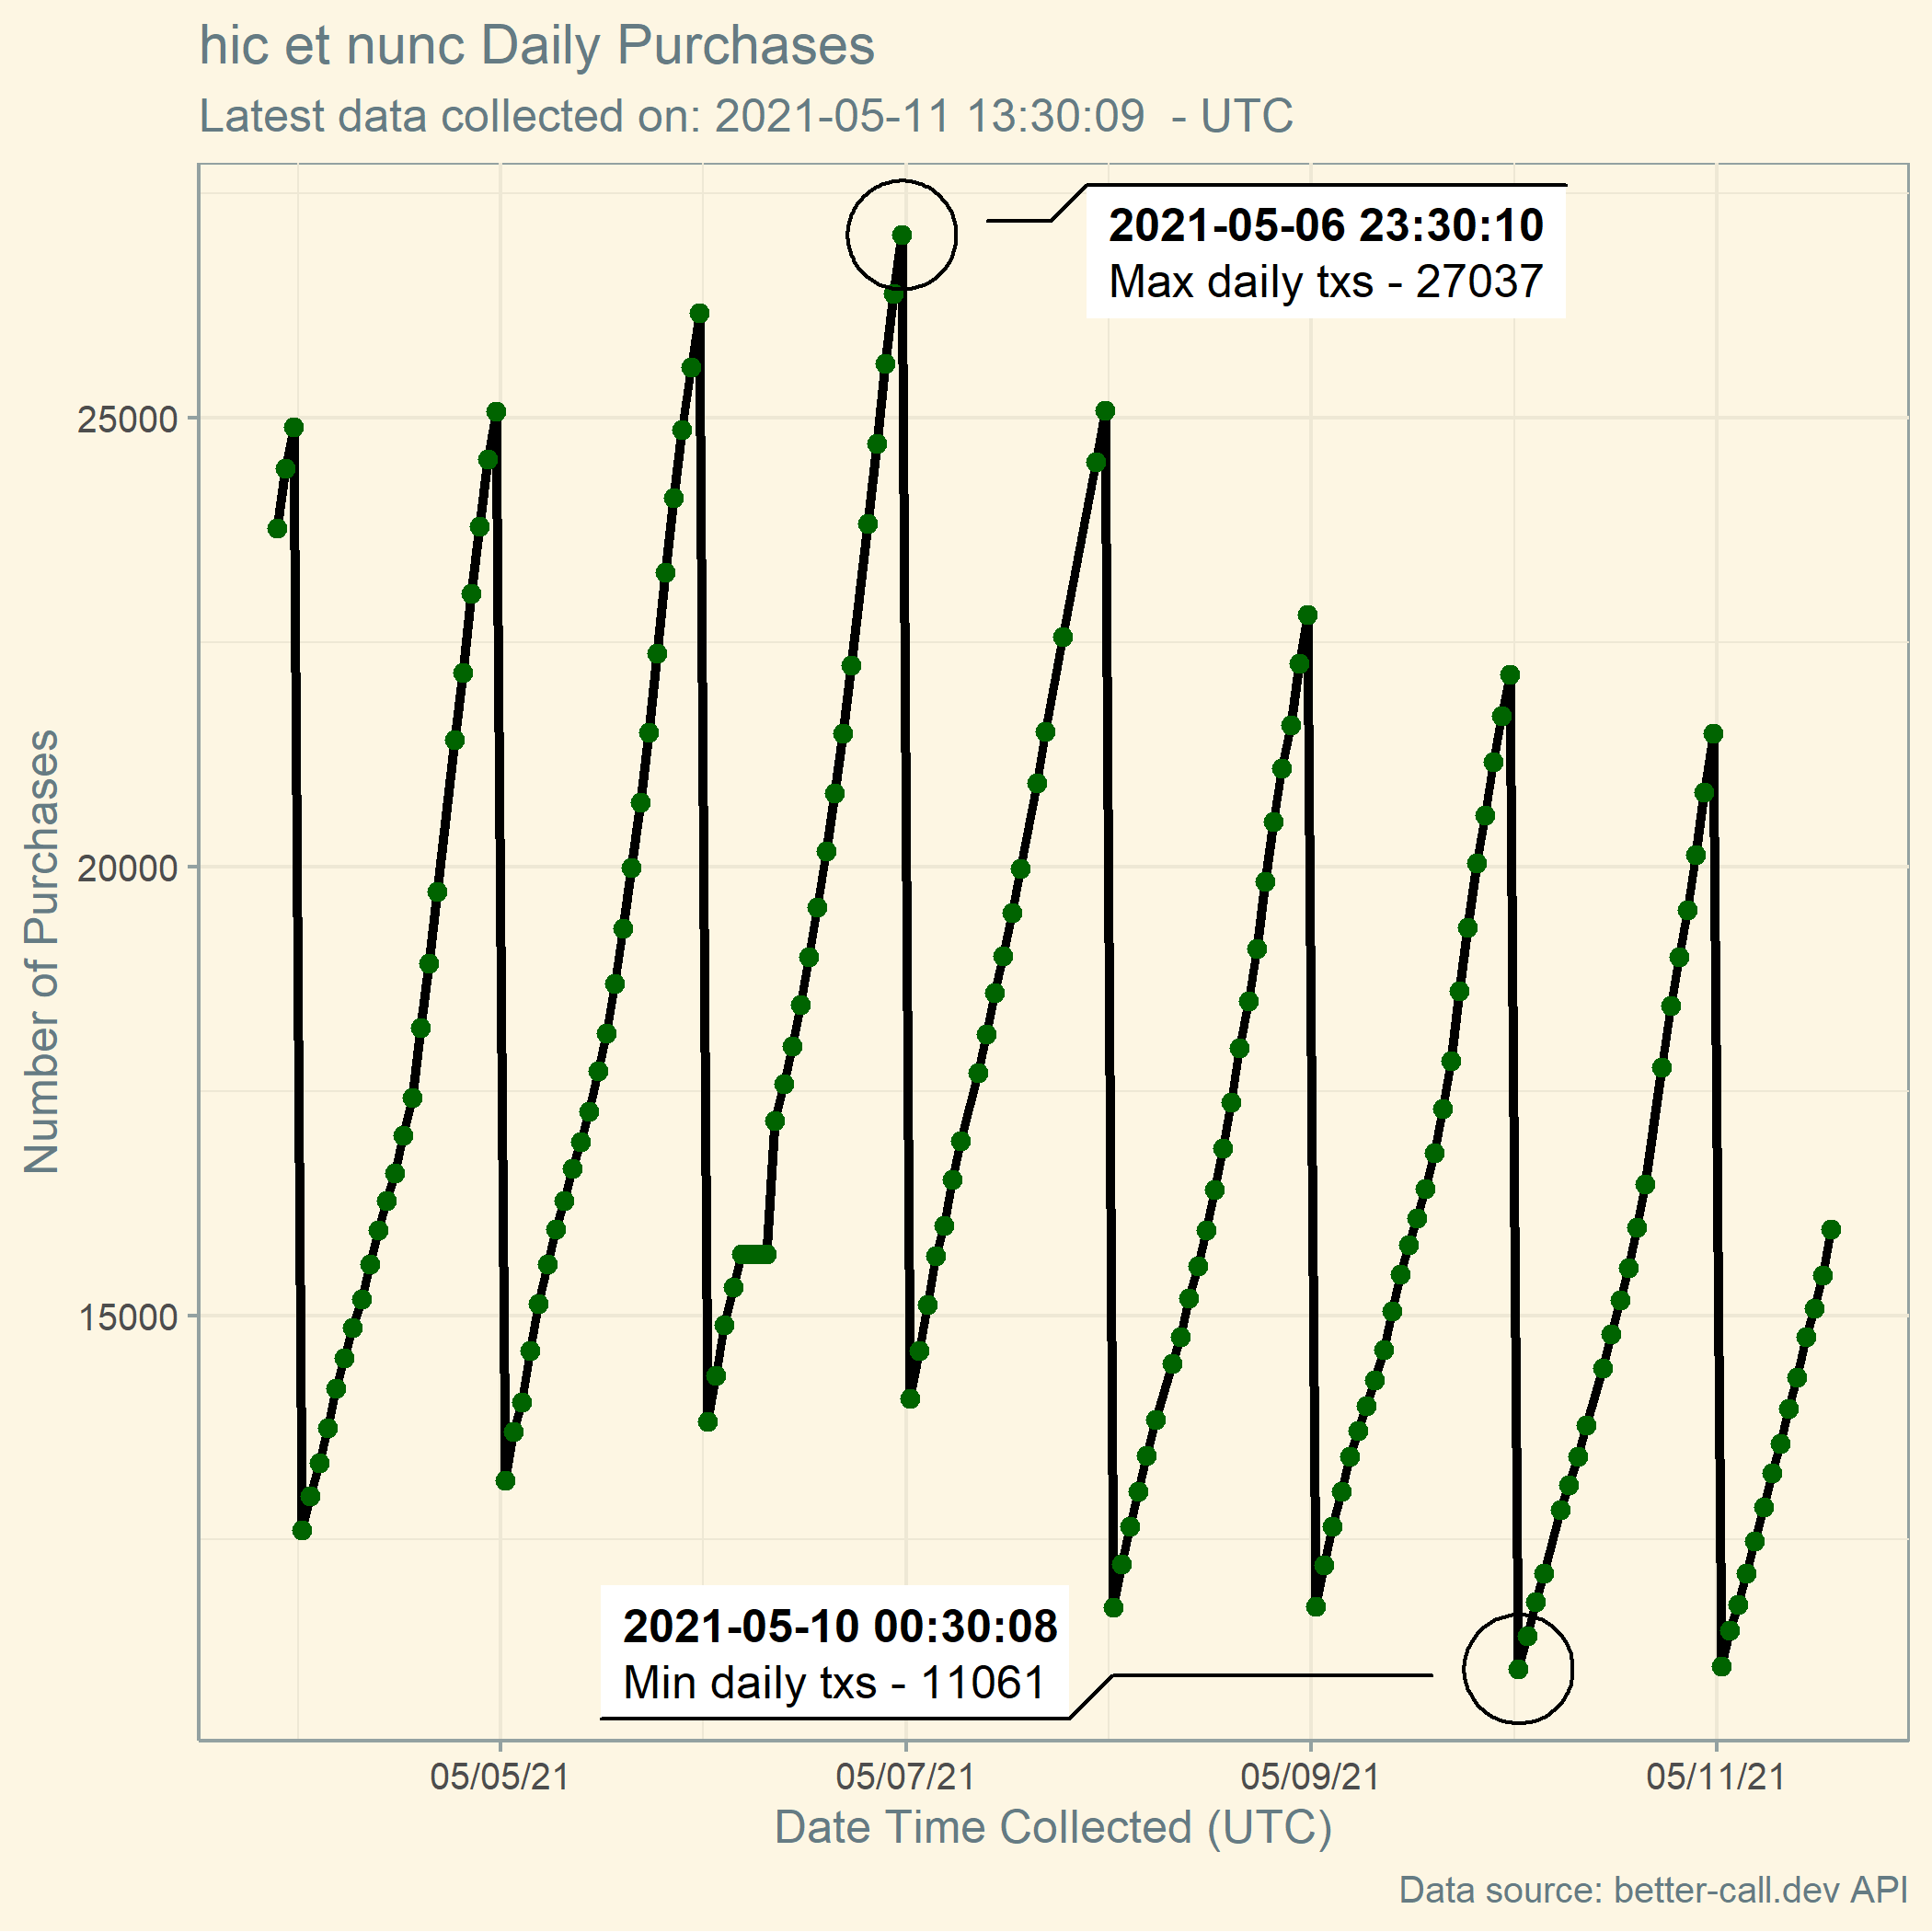 hic et nunc Daily Purchases
Latest data collected on: 2021-05-11 13:30:09  - UTC
2021-05-06 23:30:10
Max daily txs - 27037
25000
20000
15000
Number of Purchases
2021-05-10 00:30:08
Min daily txs - 11061
05/05/21
05/07/21
05/09/21
05/11/21
Date Time Collected (UTC)
Data source: better-call.dev API